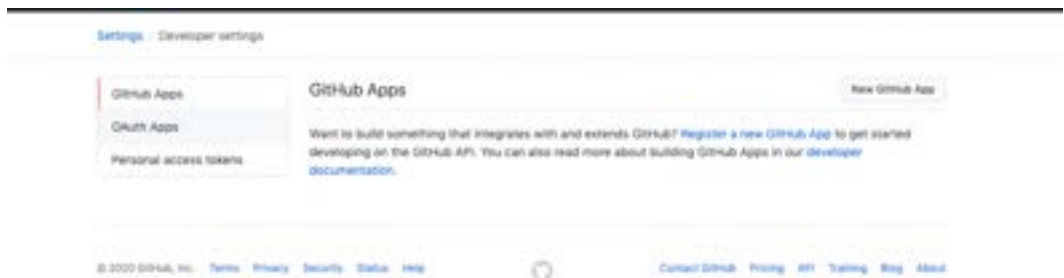 Settings / Developer settings
GitHub Apps
OAuth Apps
Personal access tokens
GitHub Apps
New GitHub App
Want to build something that integrates with and extends GitHub? Register a new GitHub App to get started
developing on the GitHub API. You can also read more about building GitHub Apps in our developer
documentation.
© 2020 GitHub, Inc. Terms Privacy Security Status Help
Contact GitHub Pricing API Training Blog About